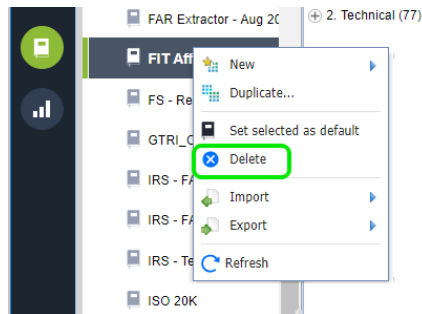 FAR Extractor - Aug 20
2. Technical (77)
FIT Aff
New
Duplicate...
FS - Re
Set selected as default
GTRI_
Delete
IRS - FA
Import
IRS - FA
Export
IRS - Te
Refresh
ISO 20K